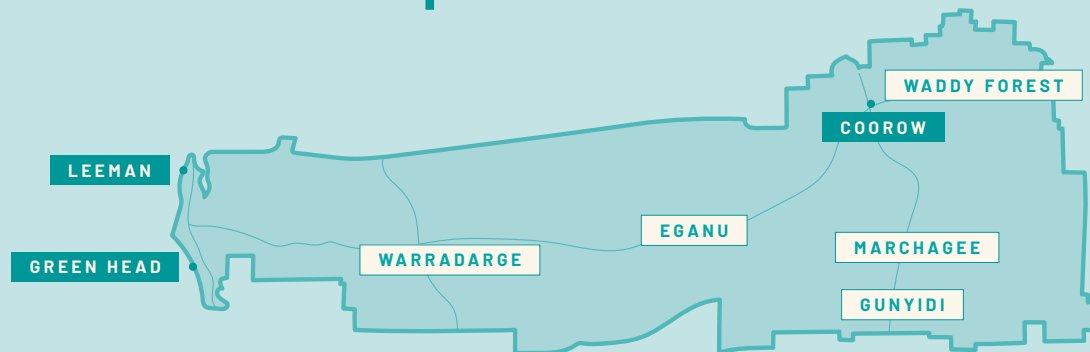 WADDY FOREST
COOROW
LEEMAN
EGANU
MARCHAGEE
WARRADARGE
GREEN HEAD
GUNYIDI